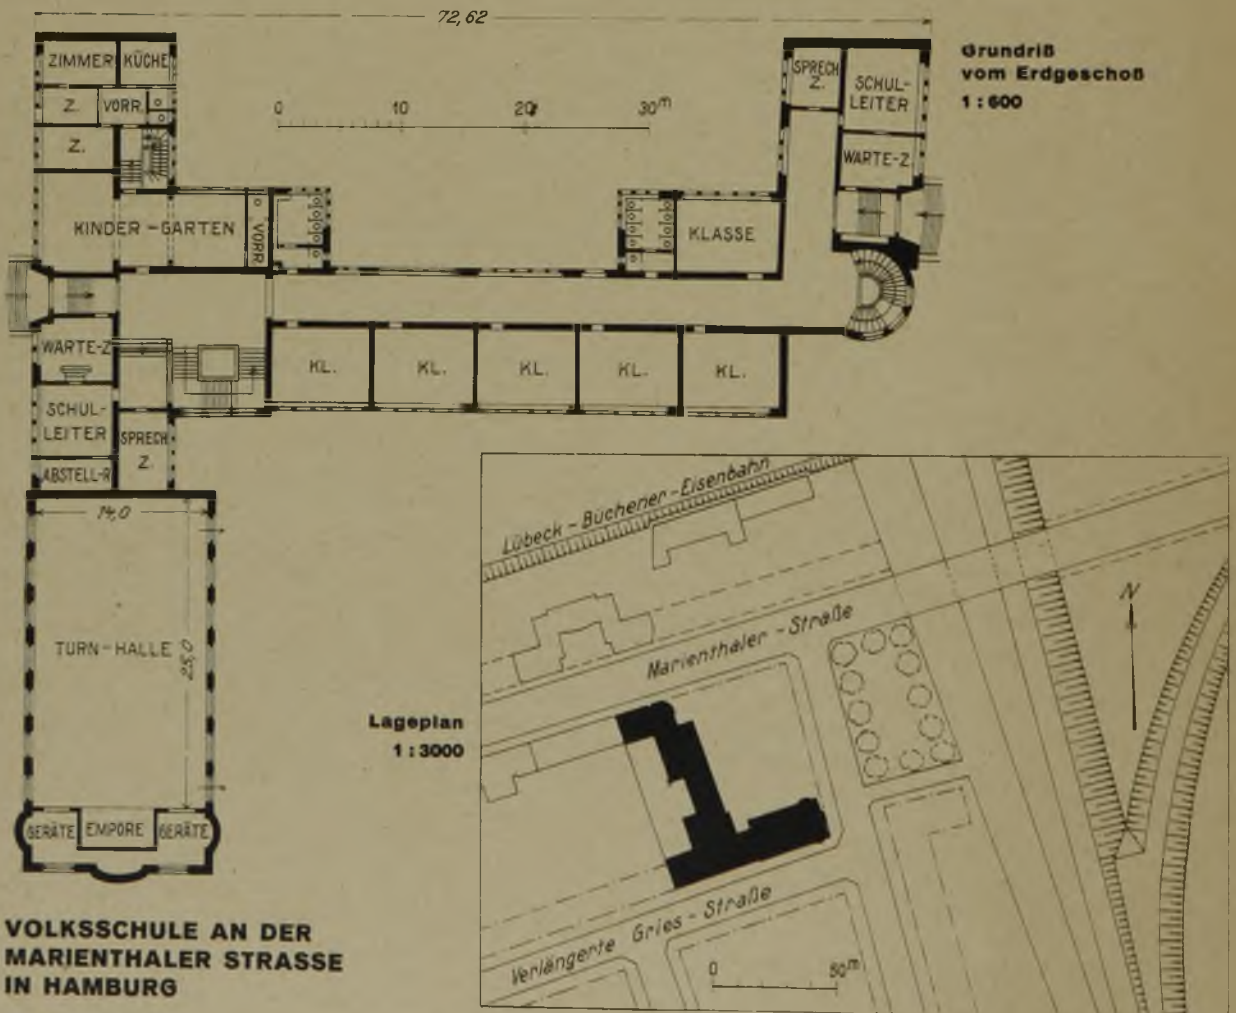 72,62
Grundriß
vom Erdgeschoß
1 : 600
ZIMMER
KÜCHE
Z.
VORR.
Z.
0 10 20 30m
SPRECH
Z.
SCHUL-
LEITER
WARTE-Z.
KINDER-GARTEN
VORR.
KLASSE
WARTE-Z
KL.
KL.
KL.
KL.
KL.
SCHUL-
LEITER
SPRECH
Z.
ABSTELL-R
14,0
TURN-HALLE
25,0
GERÄTE
EMPORE
GERÄTE
Lageplan
1 : 3000
Lübeck-Büchener-Eisenbahn
Marienthaler-Straße
N
Verlängerte Gries-Straße
0 50m
VOLKSSCHULE AN DER
MARIENTHALER STRASSE
IN HAMBURG